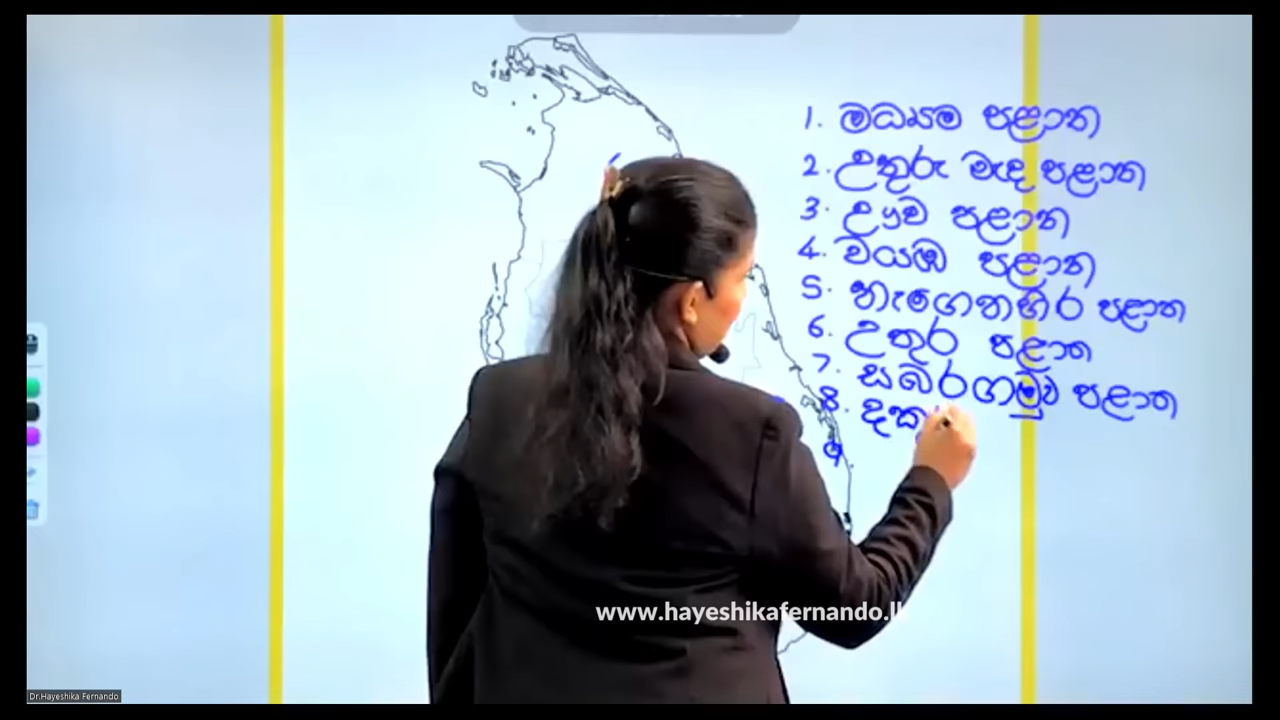 1. මධ්‍යම පළාත
2. උතුරු මැද පළාත
3. ඌව පළාත
4. වයඹ පළාත
5. නැගෙනහිර පළාත
6. උතුර පළාත
7. සබරගමුව පළාත
8. දක
9
www.hayeshikafernando.l
Dr.Hayeshika Fernando